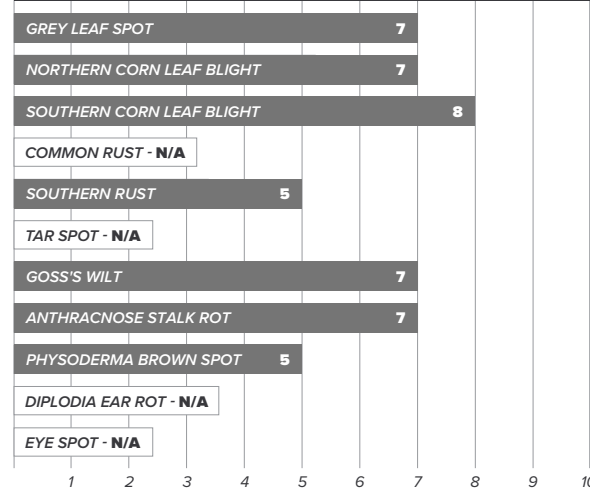 GREY LEAF SPOT 7
NORTHERN CORN LEAF BLIGHT 7
SOUTHERN CORN LEAF BLIGHT 8
COMMON RUST - N/A
SOUTHERN RUST 5
TAR SPOT - N/A
GOSS'S WILT 7
ANTHRACNOSE STALK ROT 7
PHYSODERMA BROWN SPOT 5
DIPLODIA EAR ROT - N/A
EYE SPOT - N/A
1 2 3 4 5 6 7 8 9 10